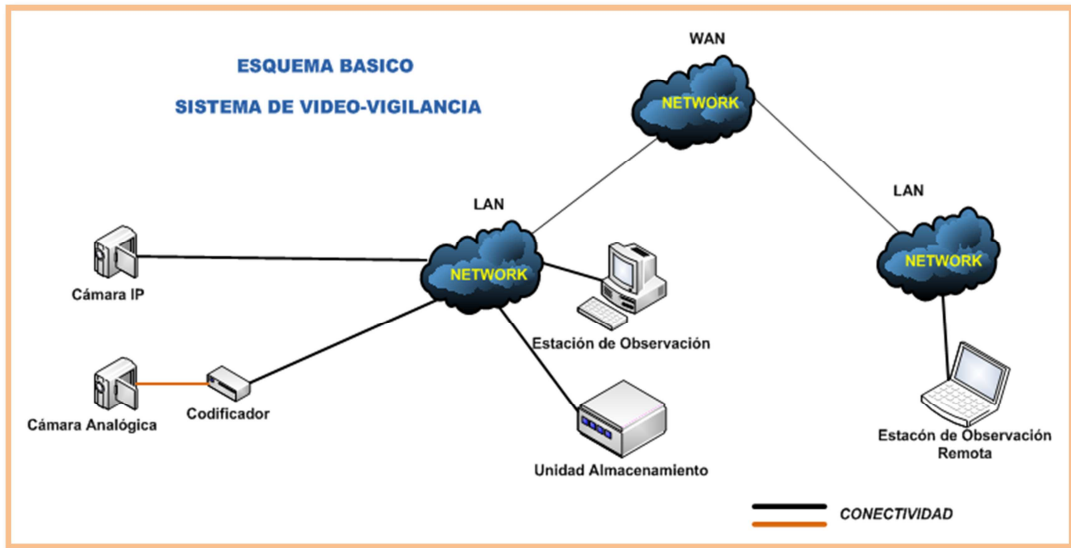 ESQUEMA BASICO
SISTEMA DE VIDEO-VIGILANCIA
WAN
NETWORK
LAN
NETWORK
LAN
NETWORK
Cámara IP
Estación de Observación
Cámara Analógica
Codificador
Unidad Almacenamiento
Estacón de Observación
Remota
CONECTIVIDAD